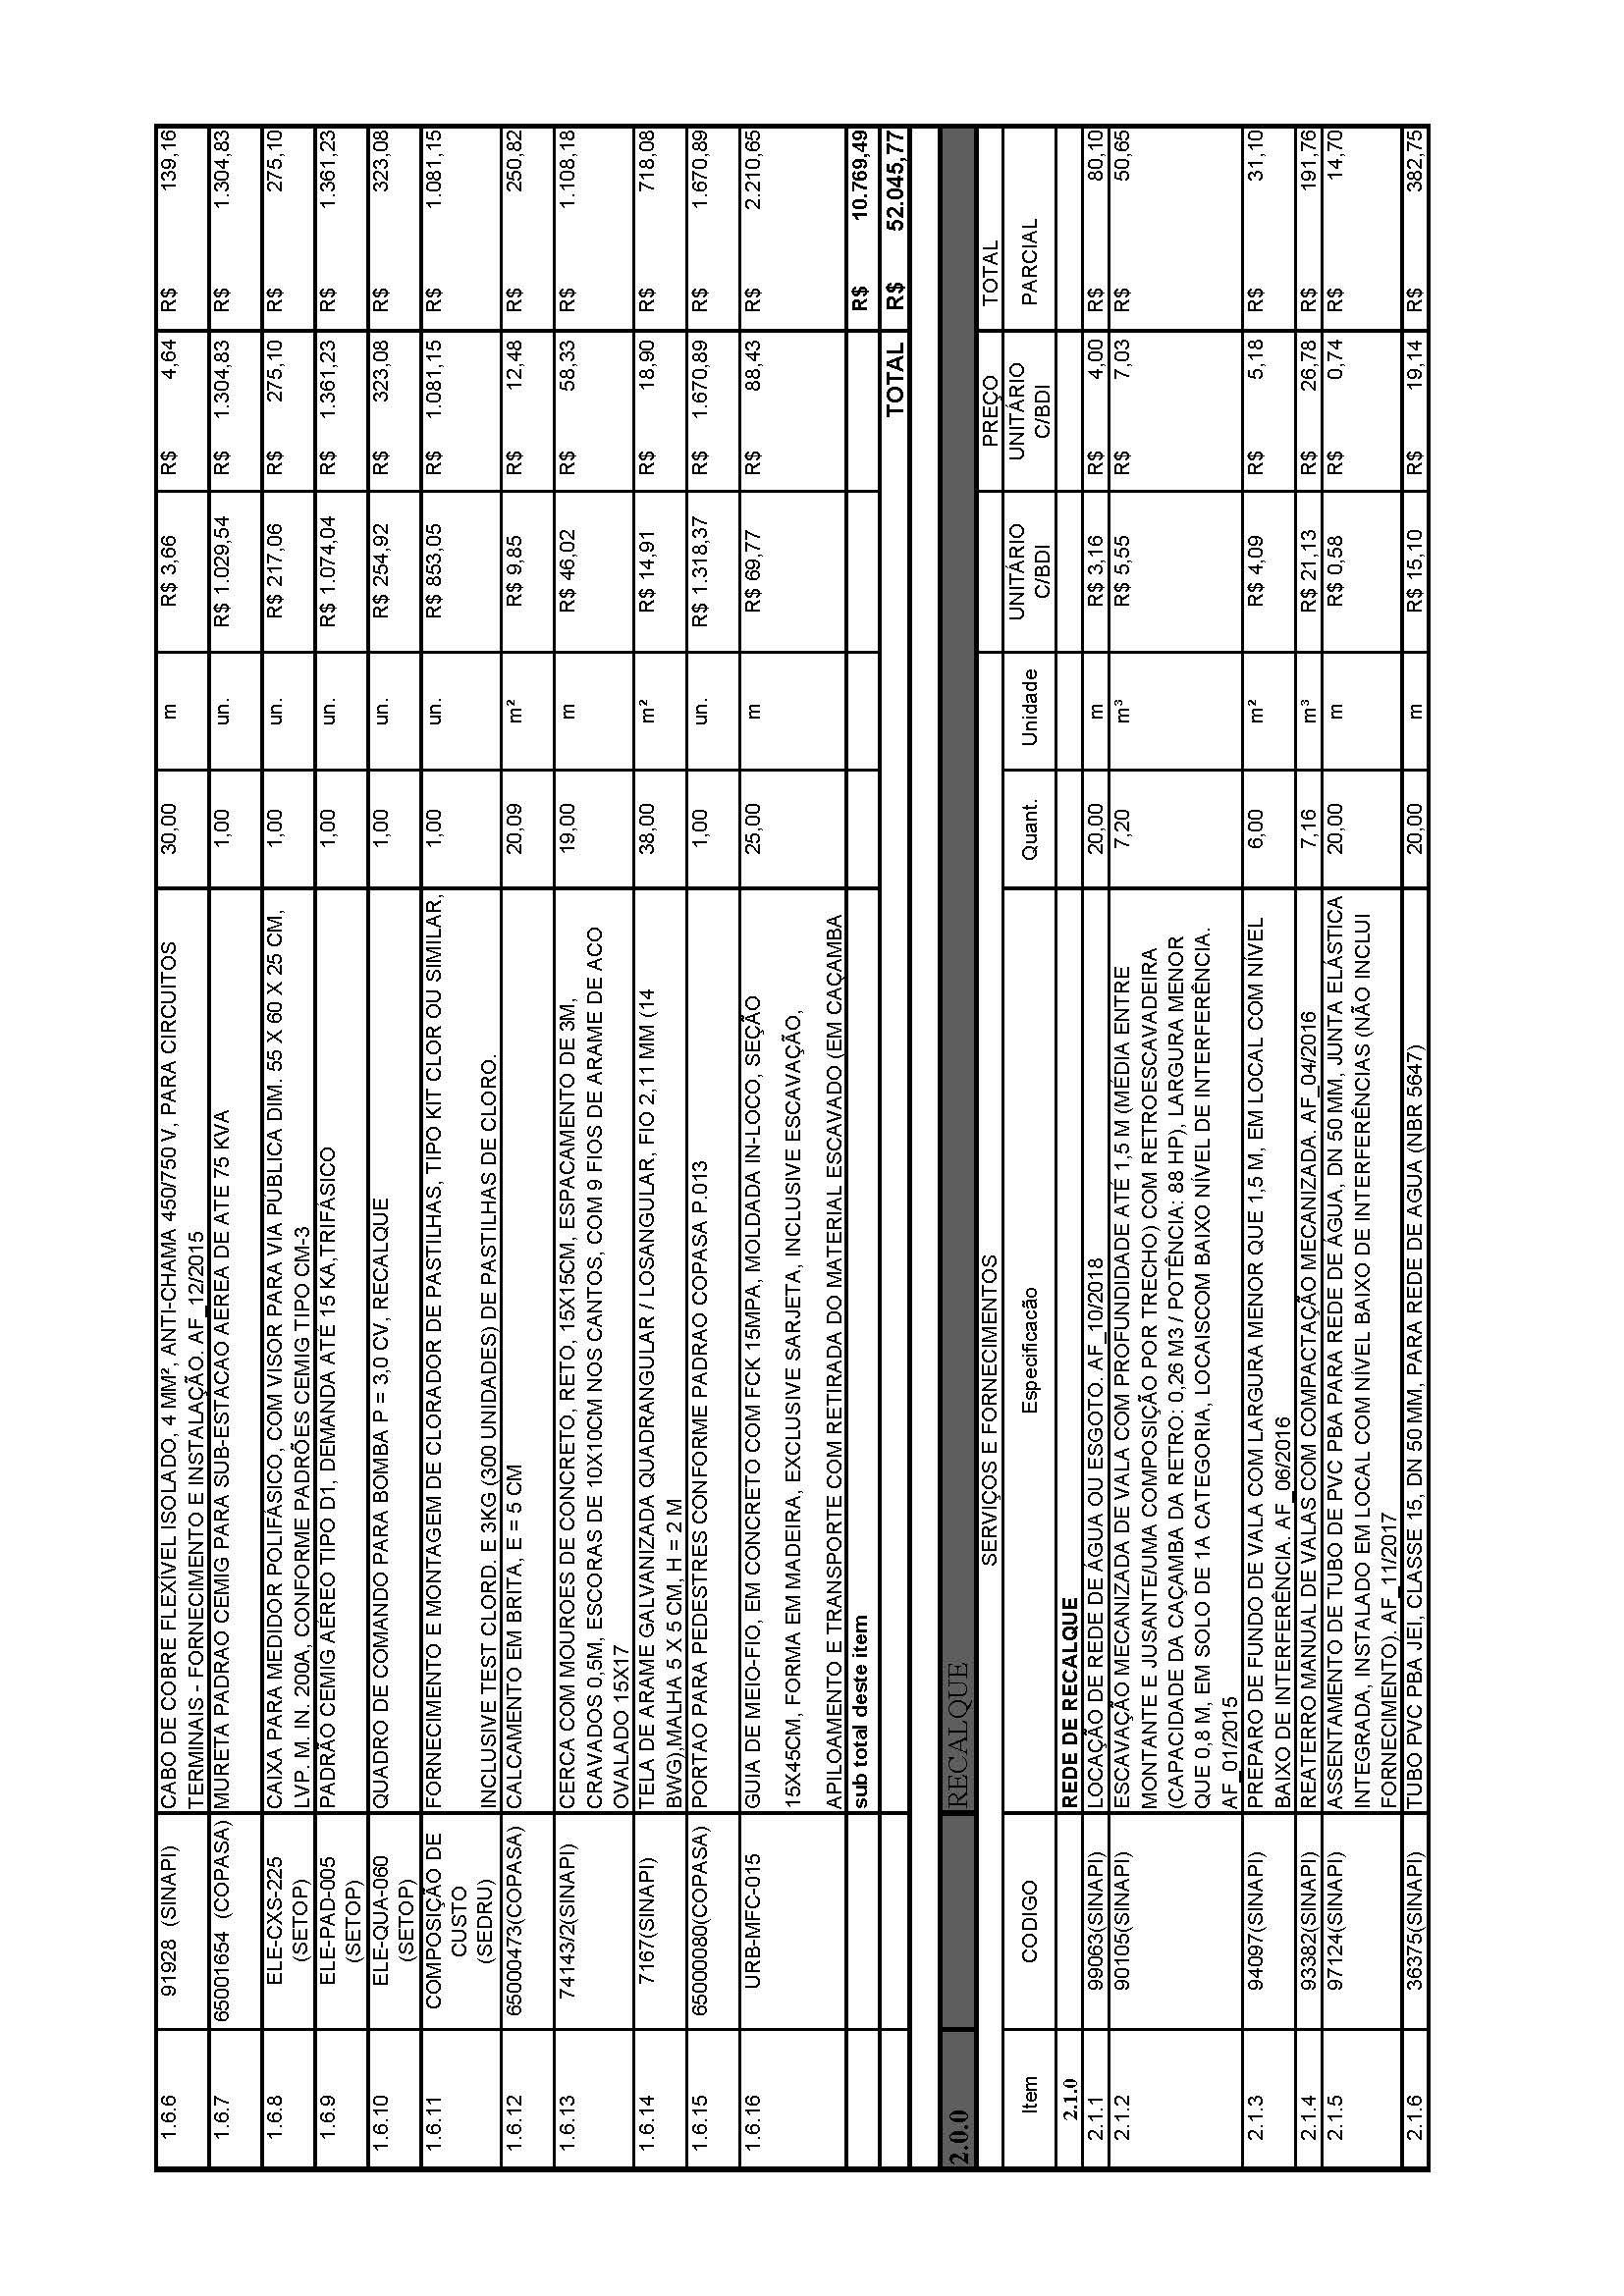 1.6.6 91928 (SINAPI) CABO DE COBRE FLEXÍVEL ISOLADO, 4 MM², ANTI-CHAMA 450/750 V, PARA CIRCUITOS 30,00 m R$ 3,66 R$ 4,64 R$ 139,16
TERMINAIS - FORNECIMENTO E INSTALAÇÃO. AF_12/2015
1.6.7 65001654 (COPASA) MURETA PADRAO CEMIG PARA SUB-ESTACAO AEREA DE ATE 75 KVA 1,00 un. R$ 1.029,54 R$ 1.304,83 R$ 1.304,83
1.6.8 ELE-CXS-225 CAIXA PARA MEDIDOR POLIFÁSICO, COM VISOR PARA VIA PÚBLICA DIM. 55 X 60 X 25 CM, 1,00 un. R$ 217,06 R$ 275,10 R$ 275,10
(SETOP) LVP. M. IN. 200A, CONFORME PADRÕES CEMIG TIPO CM-3
1.6.9 ELE-PAD-005 PADRÃO CEMIG AÉREO TIPO D1, DEMANDA ATÉ 15 KA,TRIFÁSICO 1,00 un. R$ 1.074,04 R$ 1.361,23 R$ 1.361,23
(SETOP)
1.6.10 ELE-QUA-060 QUADRO DE COMANDO PARA BOMBA P = 3,0 CV, RECALQUE 1,00 un. R$ 254,92 R$ 323,08 R$ 323,08
(SETOP)
1.6.11 COMPOSIÇÃO DE FORNECIMENTO E MONTAGEM DE CLORADOR DE PASTILHAS, TIPO KIT CLOR OU SIMILAR, 1,00 un. R$ 853,05 R$ 1.081,15 R$ 1.081,15
CUSTO
(SEDRU) INCLUSIVE TEST CLORD. E 3KG (300 UNIDADES) DE PASTILHAS DE CLORO.
1.6.12 65000473(COPASA) CALCAMENTO EM BRITA, E = 5 CM 20,09 m² R$ 9,85 R$ 12,48 R$ 250,82
1.6.13 74143/2(SINAPI) CERCA COM MOUROES DE CONCRETO, RETO, 15X15CM, ESPACAMENTO DE 3M, 19,00 m R$ 46,02 R$ 58,33 R$ 1.108,18
CRAVADOS 0,5M, ESCORAS DE 10X10CM NOS CANTOS, COM 9 FIOS DE ARAME DE ACO
OVALADO 15X17
1.6.14 7167(SINAPI) TELA DE ARAME GALVANIZADA QUADRANGULAR / LOSANGULAR, FIO 2,11 MM (14 38,00 m² R$ 14,91 R$ 18,90 R$ 718,08
BWG),MALHA 5 X 5 CM, H = 2 M
1.6.15 65000080(COPASA) PORTAO PARA PEDESTRES CONFORME PADRAO COPASA P.013 1,00 un. R$ 1.318,37 R$ 1.670,89 R$ 1.670,89
1.6.16 URB-MFC-015 GUIA DE MEIO-FIO, EM CONCRETO COM FCK 15MPA, MOLDADA IN-LOCO, SEÇÃO 25,00 m R$ 69,77 R$ 88,43 R$ 2.210,65
15X45CM, FORMA EM MADEIRA, EXCLUSIVE SARJETA, INCLUSIVE ESCAVAÇÃO,
APILOAMENTO E TRANSPORTE COM RETIRADA DO MATERIAL ESCAVADO (EM CAÇAMBA
sub total deste item R$ 10.769,49
TOTAL R$ 52.045,77
2.0.0 RECALQUE
SERVIÇOS E FORNECIMENTOS PREÇO TOTAL
Item CODIGO Especificacão Quant. Unidade UNITÁRIO UNITÁRIO PARCIAL
C/BDI C/BDI
2.1.0 REDE DE RECALQUE
2.1.1 99063(SINAPI) LOCAÇÃO DE REDE DE ÁGUA OU ESGOTO. AF_10/2018 20,00 m R$ 3,16 R$ 4,00 R$ 80,10
2.1.2 90105(SINAPI) ESCAVAÇÃO MECANIZADA DE VALA COM PROFUNDIDADE ATÉ 1,5 M (MÉDIA ENTRE 7,20 m³ R$ 5,55 R$ 7,03 R$ 50,65
MONTANTE E JUSANTE/UMA COMPOSIÇÃO POR TRECHO) COM RETROESCAVADEIRA
(CAPACIDADE DA CAÇAMBA DA RETRO: 0,26 M3 / POTÊNCIA: 88 HP), LARGURA MENOR
QUE 0,8 M, EM SOLO DE 1A CATEGORIA, LOCAISCOM BAIXO NÍVEL DE INTERFERÊNCIA.
AF_01/2015
2.1.3 94097(SINAPI) PREPARO DE FUNDO DE VALA COM LARGURA MENOR QUE 1,5 M, EM LOCAL COM NÍVEL 6,00 m² R$ 4,09 R$ 5,18 R$ 31,10
BAIXO DE INTERFERÊNCIA. AF_06/2016
2.1.4 93382(SINAPI) REATERRO MANUAL DE VALAS COM COMPACTAÇÃO MECANIZADA. AF_04/2016 7,16 m³ R$ 21,13 R$ 26,78 R$ 191,76
2.1.5 97124(SINAPI) ASSENTAMENTO DE TUBO DE PVC PBA PARA REDE DE ÁGUA, DN 50 MM, JUNTA ELÁSTICA 20,00 m R$ 0,58 R$ 0,74 R$ 14,70
INTEGRADA, INSTALADO EM LOCAL COM NÍVEL BAIXO DE INTERFERÊNCIAS (NÃO INCLUI
FORNECIMENTO). AF_11/2017
2.1.6 36375(SINAPI) TUBO PVC PBA JEI, CLASSE 15, DN 50 MM, PARA REDE DE AGUA (NBR 5647) 20,00 m R$ 15,10 R$ 19,14 R$ 382,75